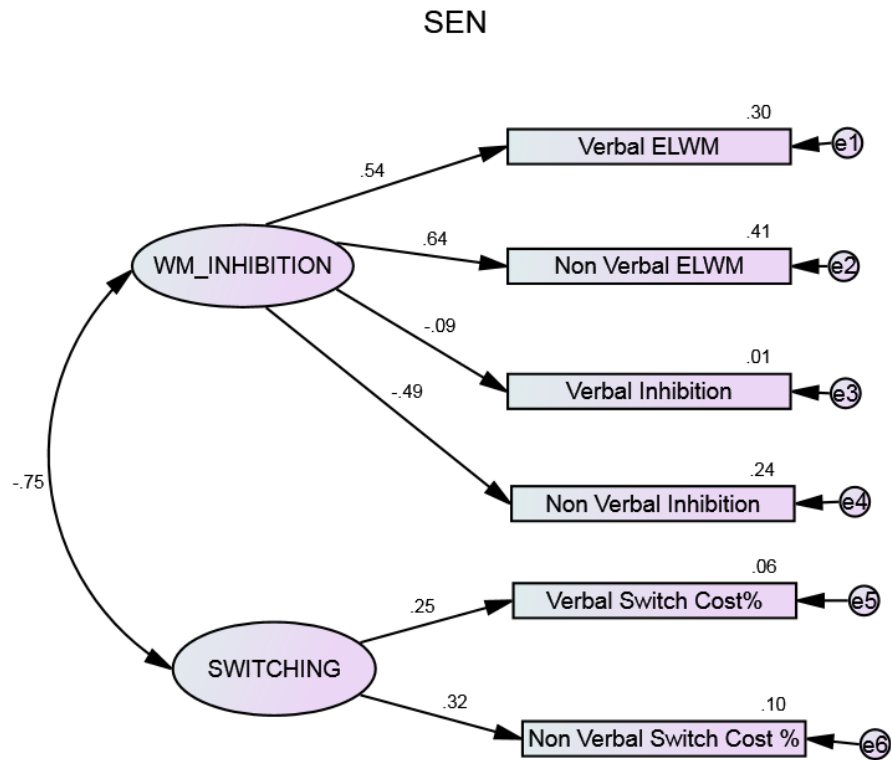 SEN
.30
Verbal ELWM
e1
.54
.41
Non Verbal ELWM
e2
.64
WM_INHIBITION
-.09
.01
Verbal Inhibition
e3
-.49
.24
Non Verbal Inhibition
e4
-.75
.06
Verbal Switch Cost%
e5
.25
SWITCHING
.32
.10
Non Verbal Switch Cost %
e6